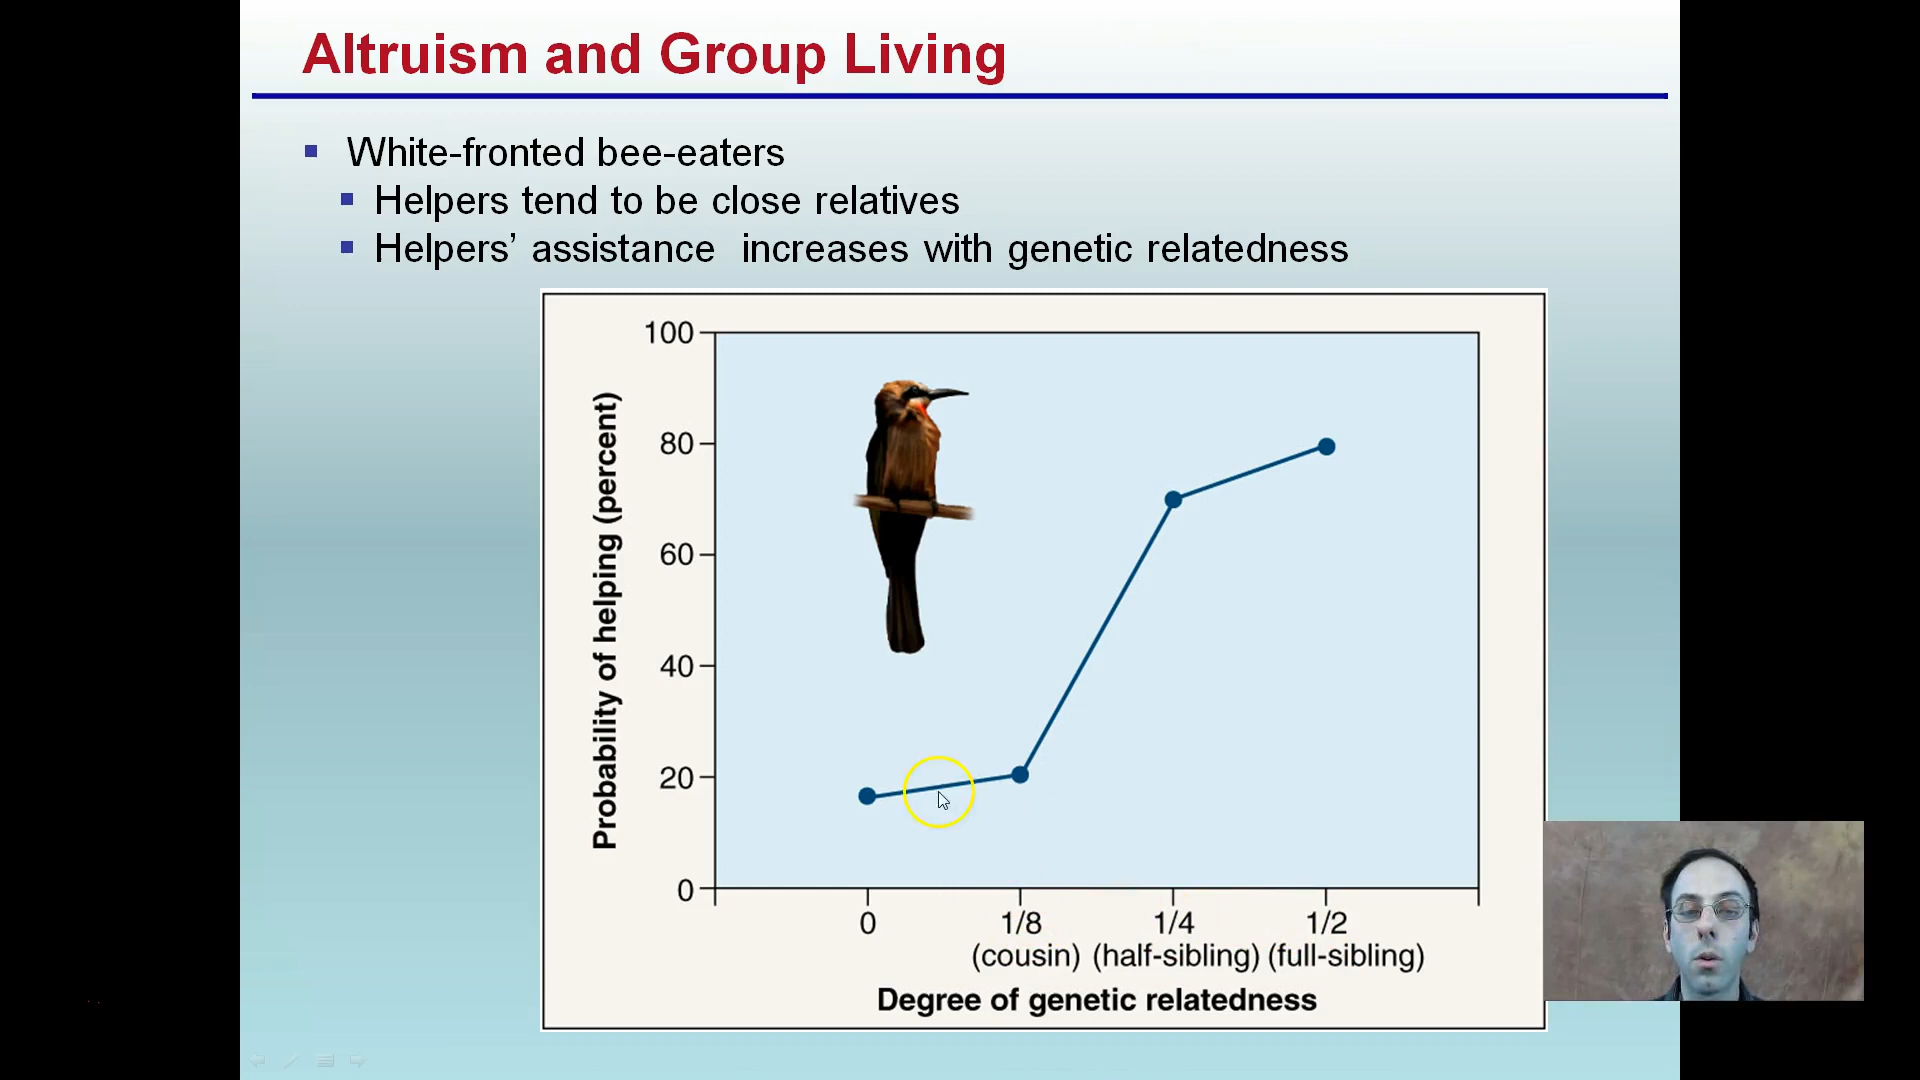 Altruism and Group Living
White-fronted bee-eaters
Helpers tend to be close relatives
Helpers’ assistance increases with genetic relatedness
100
80
60
40
20
0
Probability of helping (percent)
0 1/8 1/4 1/2
(cousin) (half-sibling) (full-sibling)
Degree of genetic relatedness